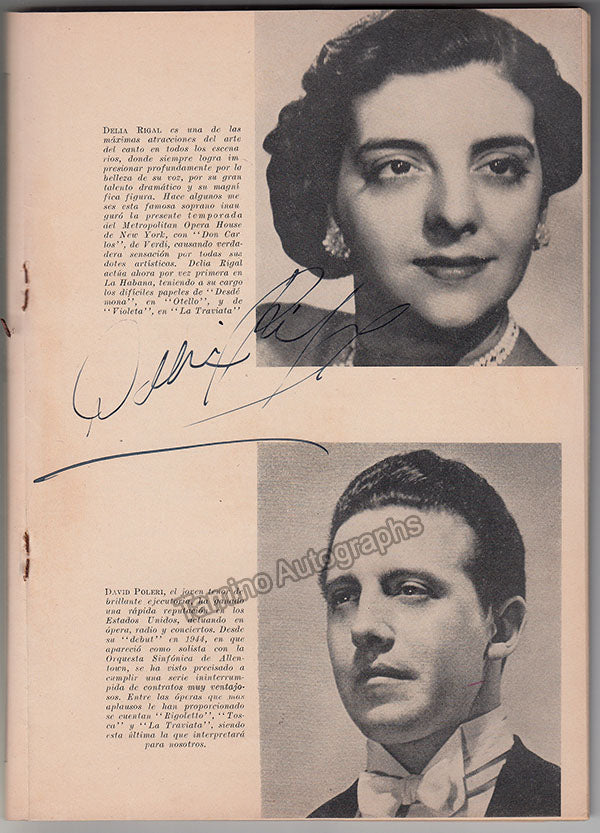 DELIA RIGAL es una de las
máximas atracciones del arte
del canto en todos los escena
rios, donde siempre logra im
presionar profundamente por la
belleza de su voz, por su gran
talento dramático y su magní
fica figura. Hace algunos me
ses esta famosa soprano inau
guró la presente temporada
del Metropolitan Opera House
de New York, con "Don Car
los", de Verdi, causando verda-
dera sensación por todas sus
dotes artísticas. Delia Rigal
actúa ahora por vez primera en
La Habana, teniendo a su cargo
los difíciles papeles de "Desdé
mona", en "Otello", y de
"Violeta", en "La Traviata"
Delia Rigal
Tamino Autographs
DAVID POLERI, el joven tenor de
brillante ejecutoria, ha ganado
una rápida reputación en los
Estados Unidos, actuando en
ópera, radio y conciertos. Desde
su "debut" en 1944, en que
apareció como solista con la
Orquesta Sinfónica de Allen-
town, se ha visto precisado a
cumplir una serie ininterrum-
pida de contratos muy ventajo-
sos. Entre las óperas que mas
aplausos le han proporcionado
se cuentan "Rigoletto", "Tos-
ca" y "La Traviata", siendo
esta última la que interpretará
para nosotros.